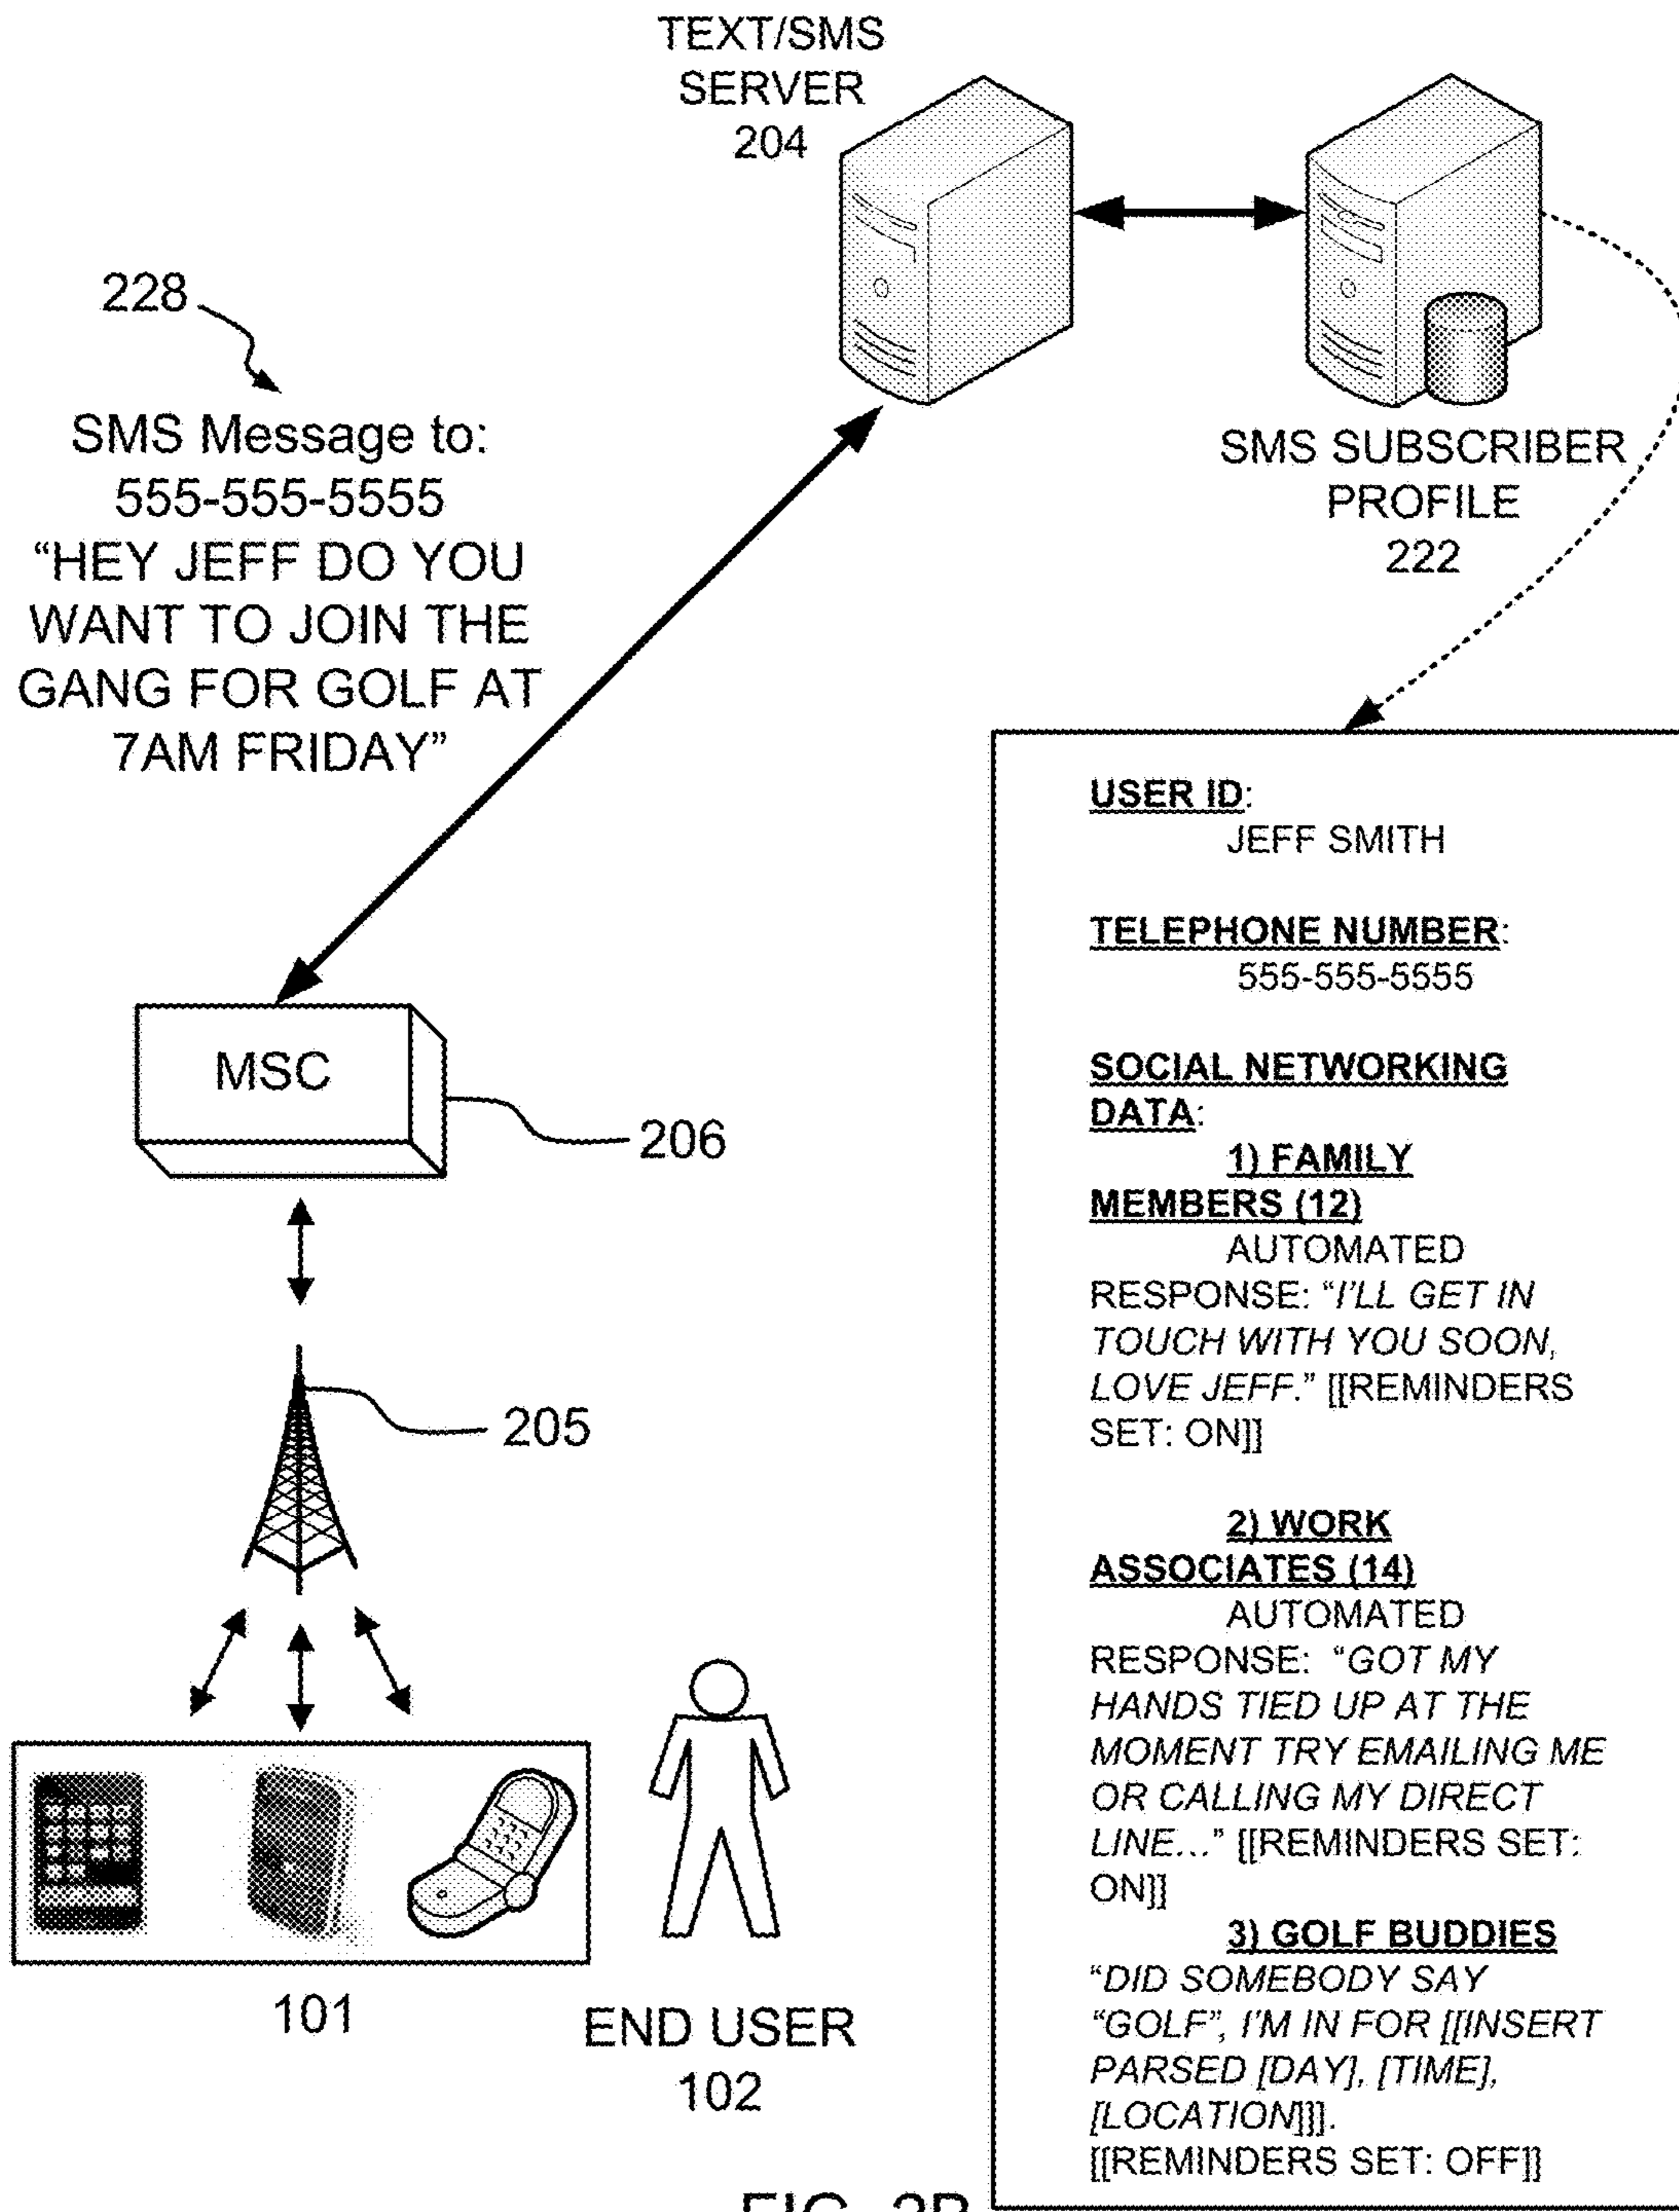 TEXT/SMS
SERVER
204
228
SMS Message to:
555-555-5555
“HEY JEFF DO YOU
WANT TO JOIN THE
GANG FOR GOLF AT
7AM FRIDAY”
SMS SUBSCRIBER
PROFILE
222
MSC
206
205
101
END USER
102
USER ID:
JEFF SMITH
TELEPHONE NUMBER:
555-555-5555
SOCIAL NETWORKING
DATA:
1) FAMILY
MEMBERS (12)
AUTOMATED
RESPONSE: “I’LL GET IN
TOUCH WITH YOU SOON,
LOVE JEFF.” [[REMINDERS
SET: ON]]
2) WORK
ASSOCIATES (14)
AUTOMATED
RESPONSE: “GOT MY
HANDS TIED UP AT THE
MOMENT TRY EMAILING ME
OR CALLING MY DIRECT
LINE…” [[REMINDERS SET:
ON]]
3) GOLF BUDDIES
“DID SOMEBODY SAY
“GOLF”, I’M IN FOR [[INSERT
PARSED [DAY], [TIME],
[LOCATION]]].
[[REMINDERS SET: OFF]]
FIG. 2B